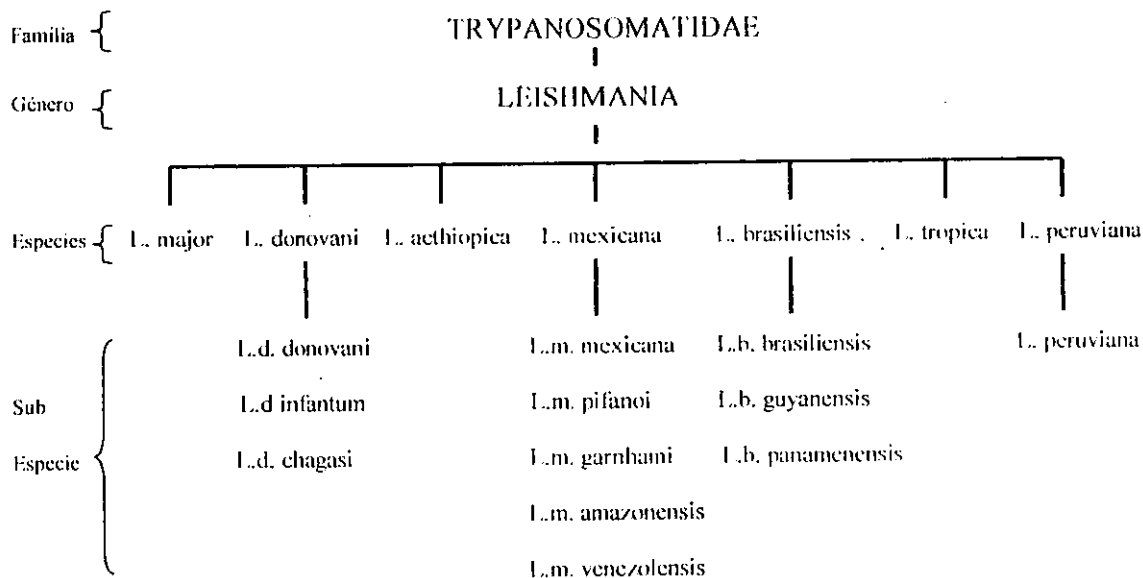 Familia TRYPANOSOMATIDAE
Género LEISHMANIA
Especies L. major L. donovani L. aethiopica L. mexicana L. brasiliensis . L. tropica L. peruviana
L.d. donovani L.m. mexicana L.b. brasiliensis L. peruviana
Sub L.d infantum L.m. pifanoi L.b. guyanensis
Especie L.d. chagasi L.m. garnhami L.b. panamenensis
L.m. amazonensis
L.m. venezolensis